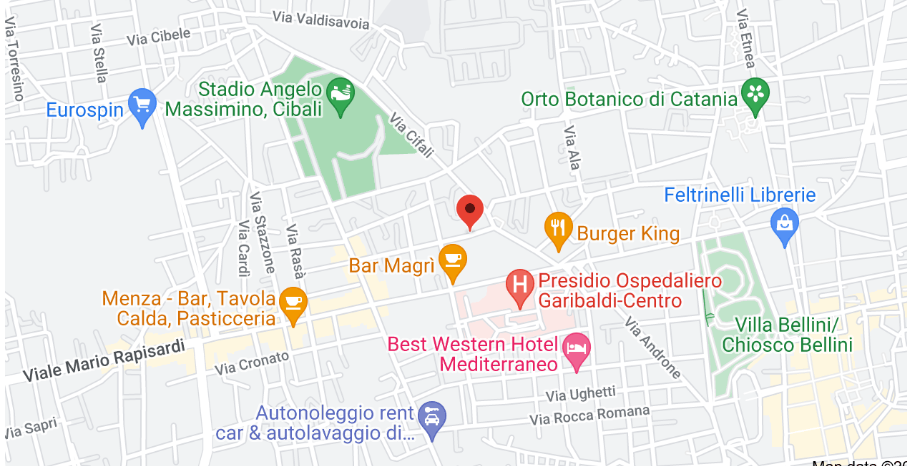 Via Valdisavoia
Via Cibele
Via Torresino
Via Stella
Via Etnea
Stadio Angelo
Massimino, Cibali
Eurospin
Orto Botanico di Catania
Via Cifali
Via Ala
Feltrinelli Librerie
Via Stazzone
Via Cardì
Via Rasà
Burger King
Bar Magrì
Presidio Ospedaliero
Garibaldi-Centro
Menza - Bar, Tavola
Calda, Pasticceria
Villa Bellini/
Chiosco Bellini
Via Androne
Best Western Hotel
Mediterraneo
Viale Mario Rapisardi
Via Cronato
Via Ughetti
Via Rocca Romana
Autonoleggio rent
car & autolavaggio di...
Via Sapri
Map data ©20